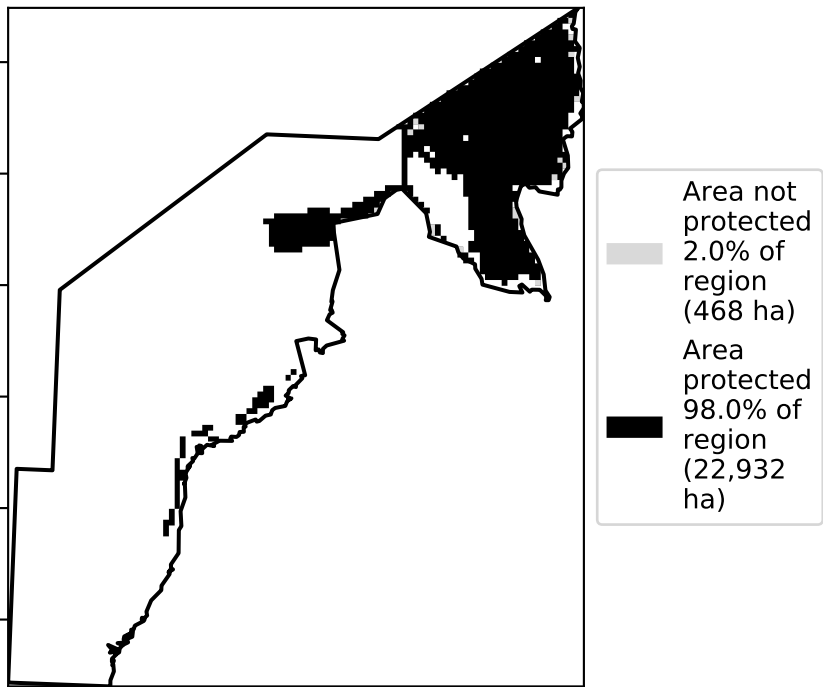 Area not
protected
2.0% of
region
(468 ha)
Area
protected
98.0% of
region
(22,932
ha)